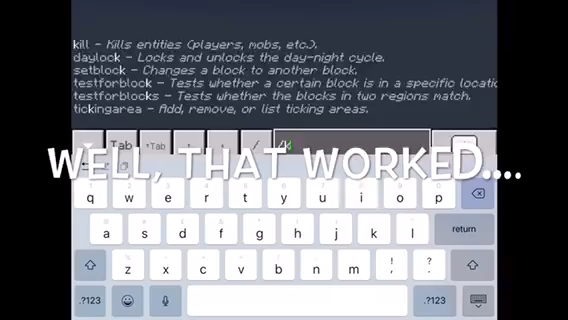 kill - Kills entities (players, mobs, etc.).
daylock - Locks and unlocks the day-night cycle.
setblock - Changes a block to another block.
testforblock - Tests whether a certain block is in a specific locatio
testforblocks - Tests whether the blocks in two regions match.
tickingarea - Add, remove, or list ticking areas.
Tab *Tab / /k
WELL, THAT WORKED....
q w e r t y u i o p
a s d f g h j k l return
z x c v b n m ! , ? .
.?123 .?123